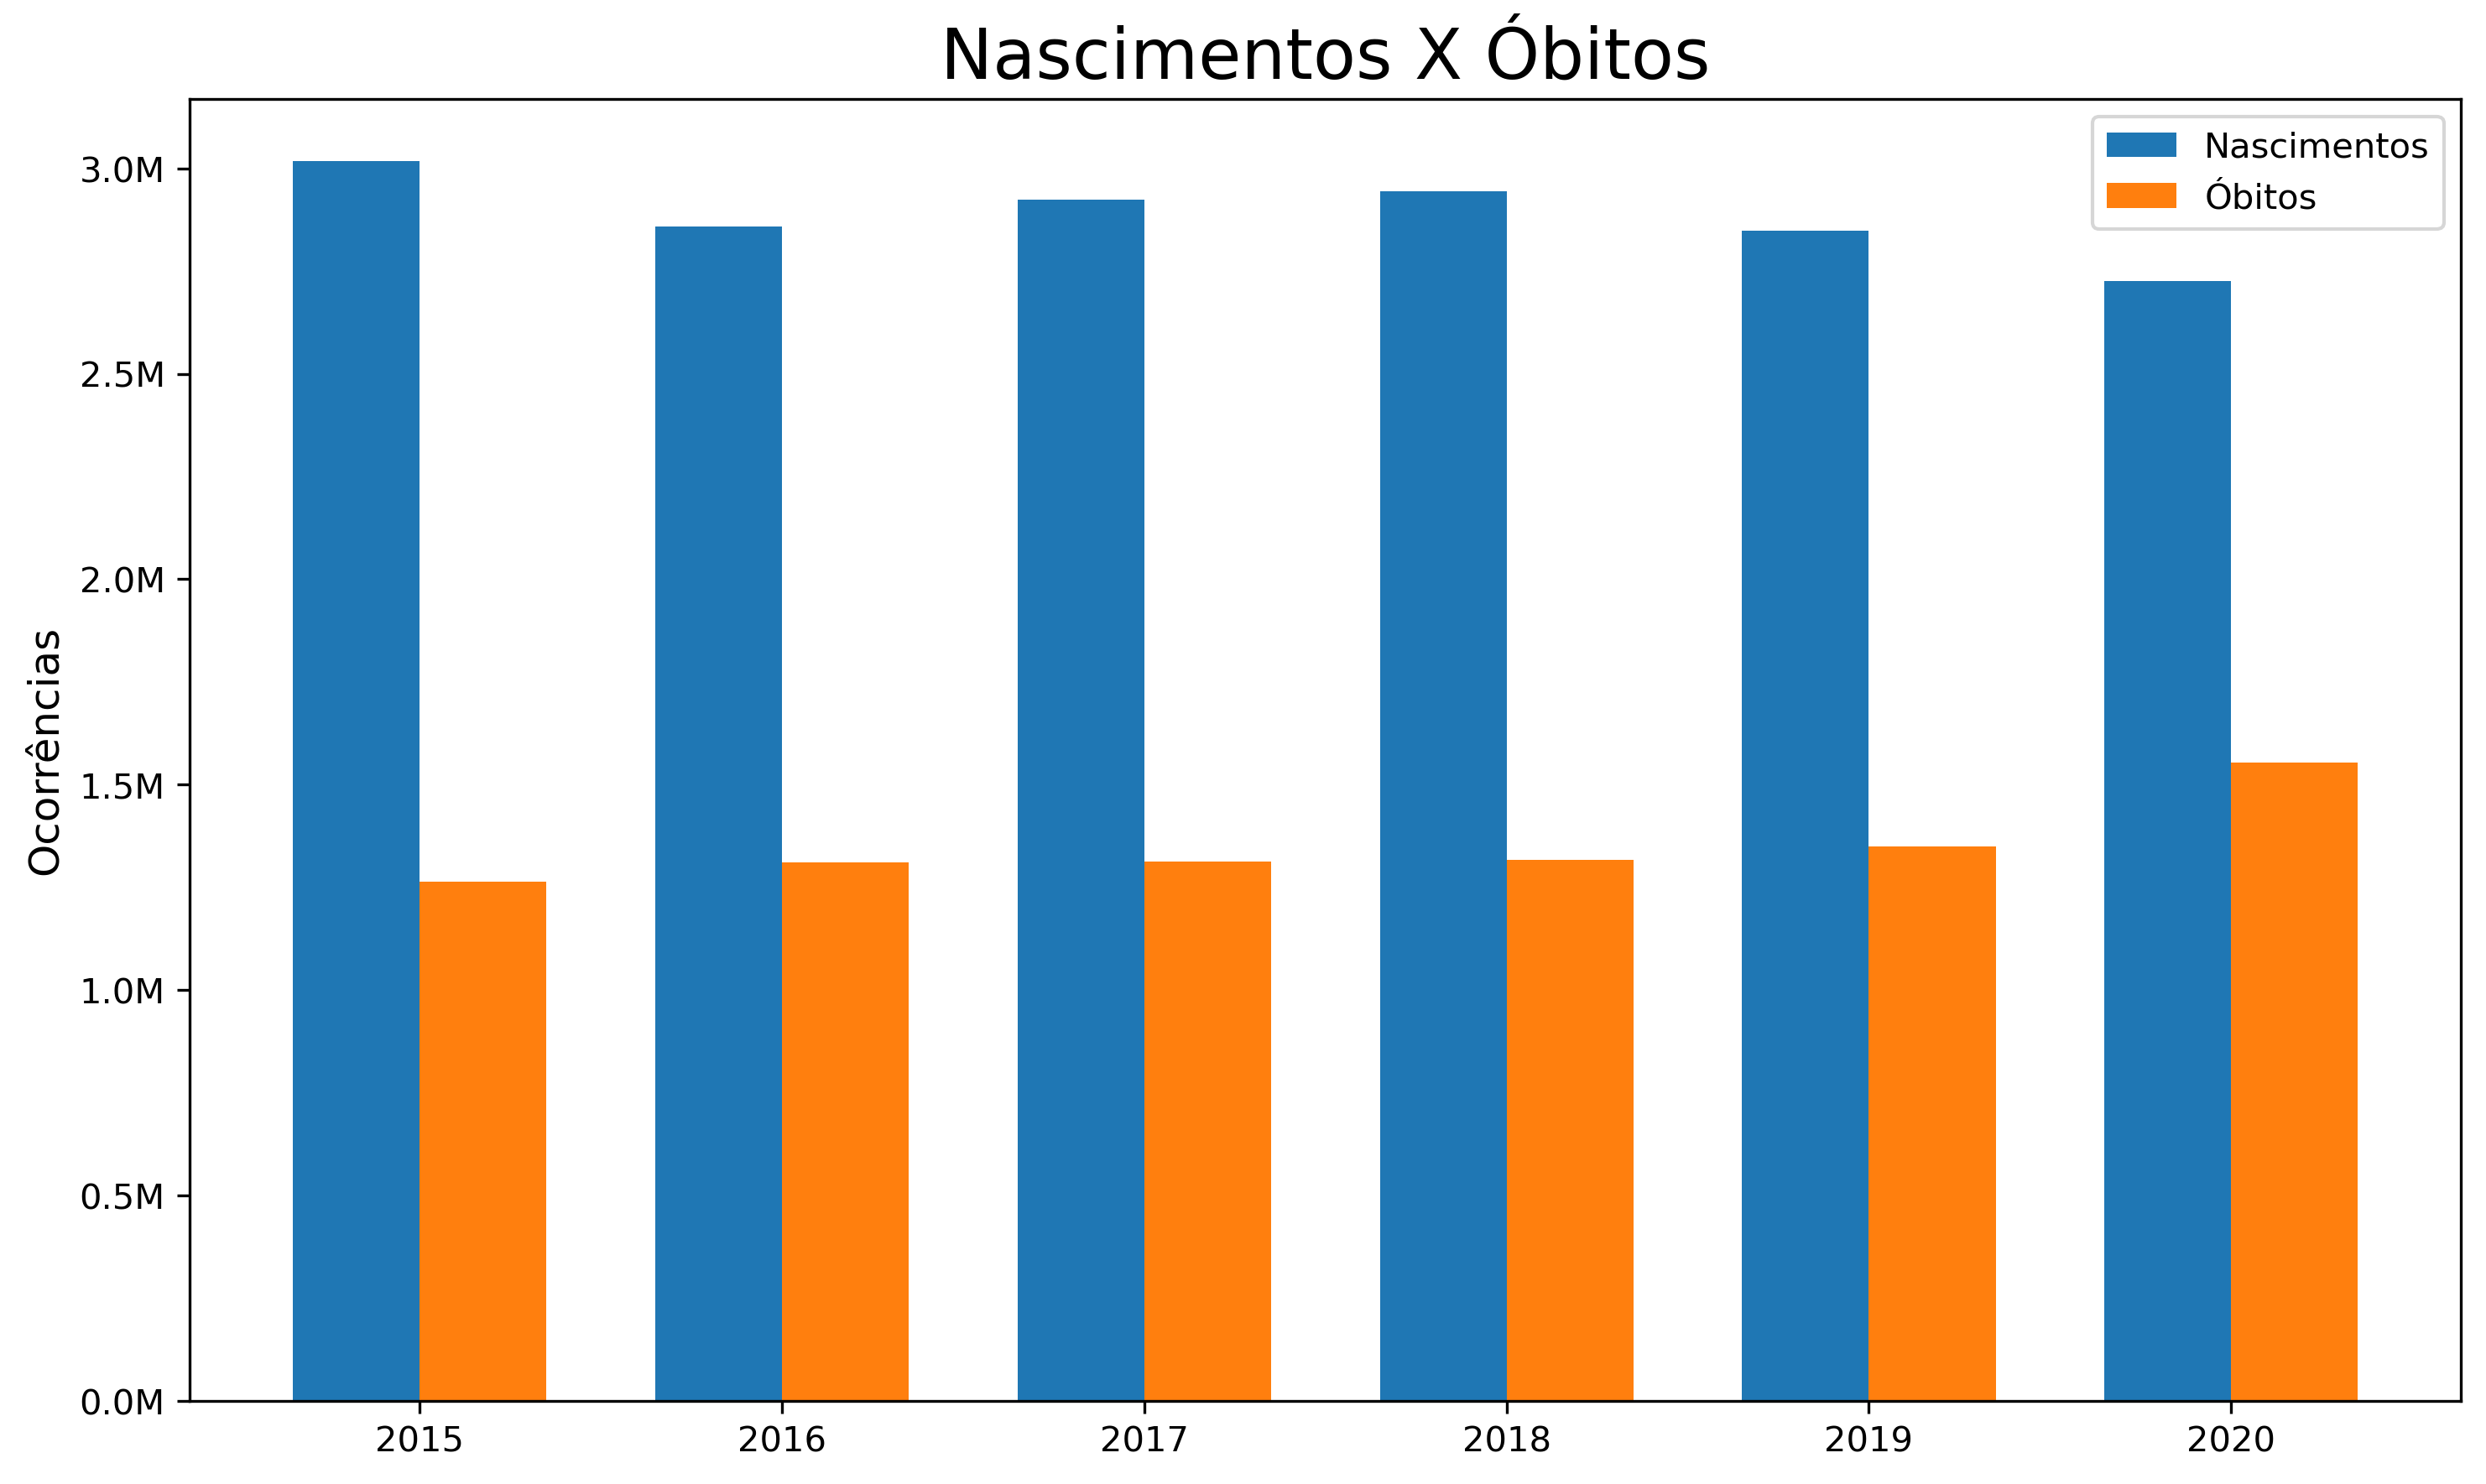 Nascimentos X Óbitos
Nascimentos
Óbitos
Ocorrências
3.0M
2.5M
2.0M
1.5M
1.0M
0.5M
0.0M
2015 2016 2017 2018 2019 2020